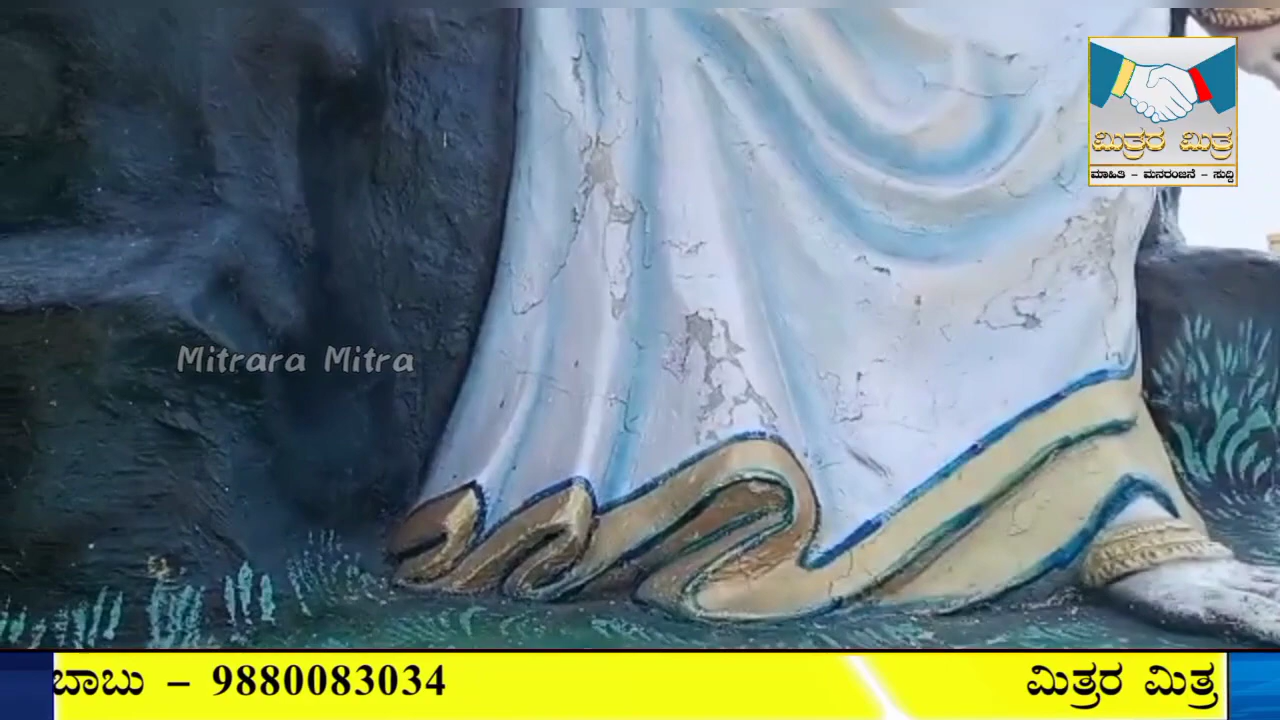 ಮಿತ್ರರ ಮಿತ್ರ
ಮಾಹಿತಿ - ಮನರಂಜನೆ - ಸುದ್ದಿ
Mitrara Mitra
ಬಾಬು - 9880083034
ಮಿತ್ರರ ಮಿತ್ರ